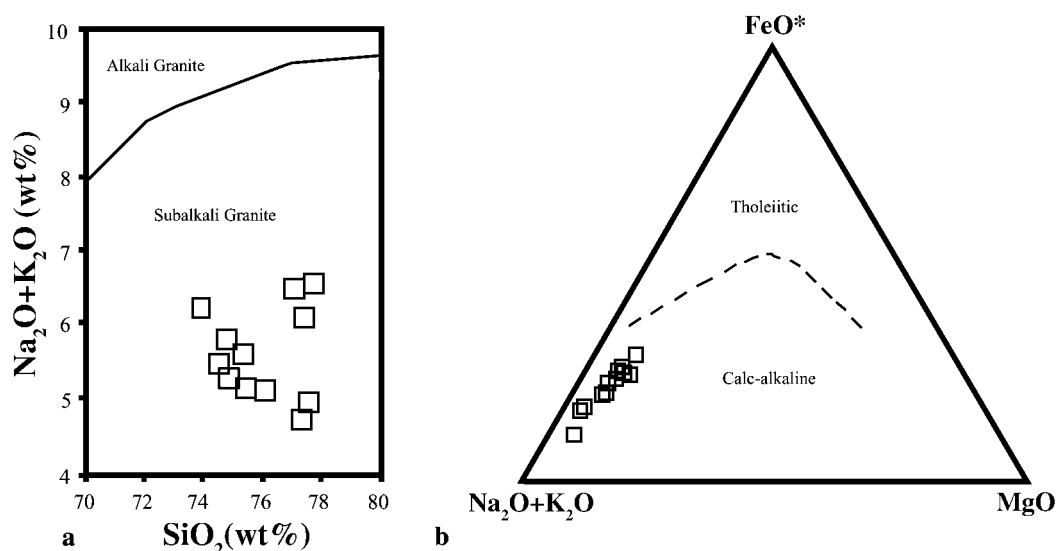 10
9
8
7
6
5
4
Na₂O+K₂O (wt%)
Alkali Granite
Subalkali Granite
70
72
74
76
78
80
SiO₂(wt%)
a
FeO*
Tholeiitic
Calc-alkaline
Na₂O+K₂O
MgO
b